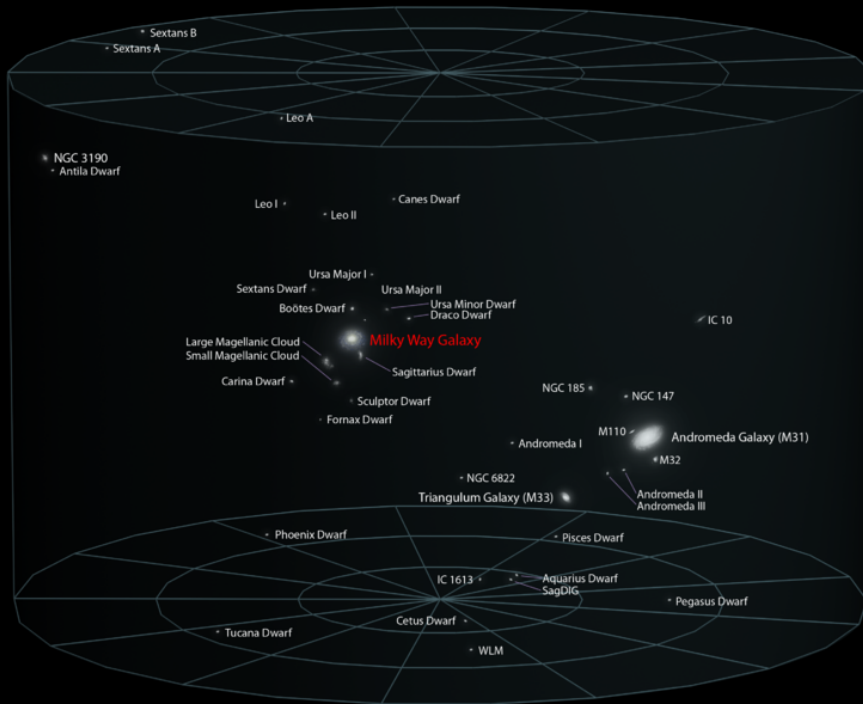 Sextans B
Sextans A
Leo A
NGC 3190
Antila Dwarf
Leo I
Leo II
Canes Dwarf
Ursa Major I
Sextans Dwarf
Ursa Major II
Boötes Dwarf
Ursa Minor Dwarf
Draco Dwarf
IC 10
Milky Way Galaxy
Large Magellanic Cloud
Small Magellanic Cloud
Sagittarius Dwarf
Carina Dwarf
NGC 185
NGC 147
Sculptor Dwarf
Fornax Dwarf
M110
Andromeda Galaxy (M31)
Andromeda I
M32
NGC 6822
Andromeda II
Triangulum Galaxy (M33)
Andromeda III
Phoenix Dwarf
Pisces Dwarf
IC 1613
Aquarius Dwarf
SagDIG
Pegasus Dwarf
Cetus Dwarf
Tucana Dwarf
WLM